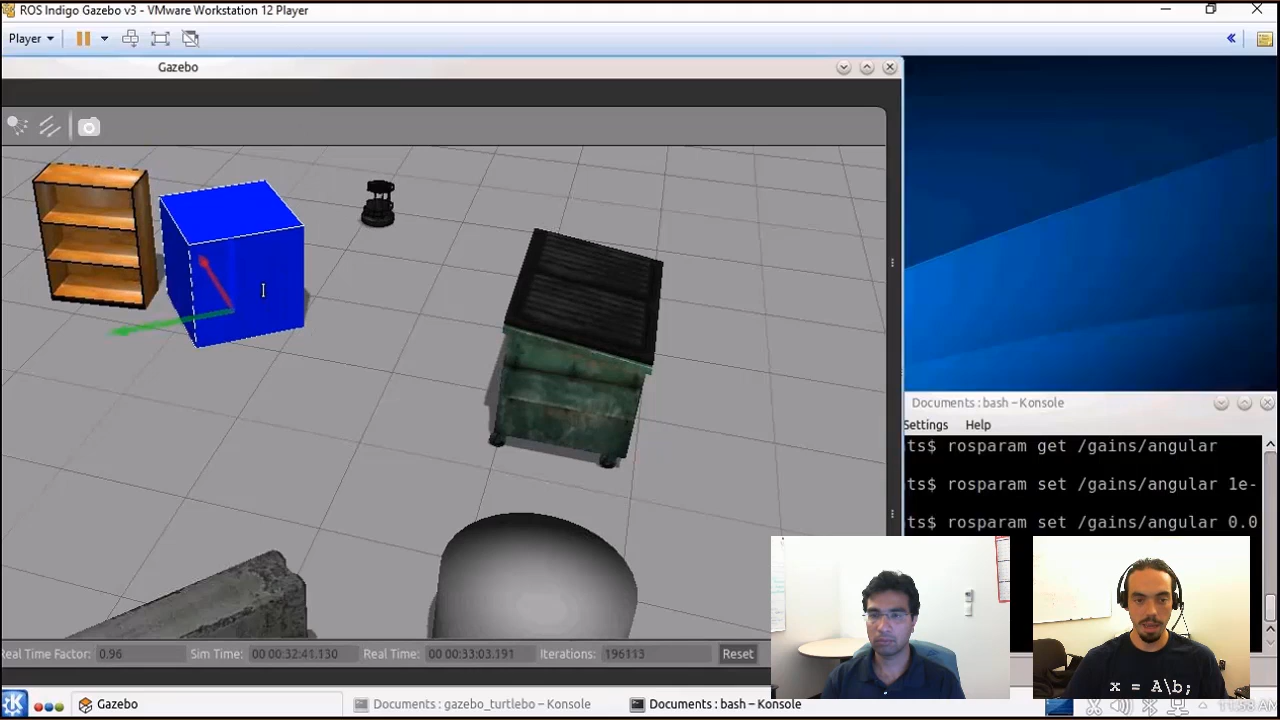 ROS Indigo Gazebo v3 - VMware Workstation 12 Player
Player
Gazebo
Documents : bash – Konsole
Settings Help
ts$ rosparam get /gains/angular
ts$ rosparam set /gains/angular 1e-
ts$ rosparam set /gains/angular 0.0
x = A\b;
Real Time Factor: 0.96 Sim Time: 00 00:32:41.130 Real Time: 00 00:33:03.191 Iterations: 196113 Reset
Gazebo
Documents : gazebo_turtlebo – Konsole
Documents : bash – Konsole